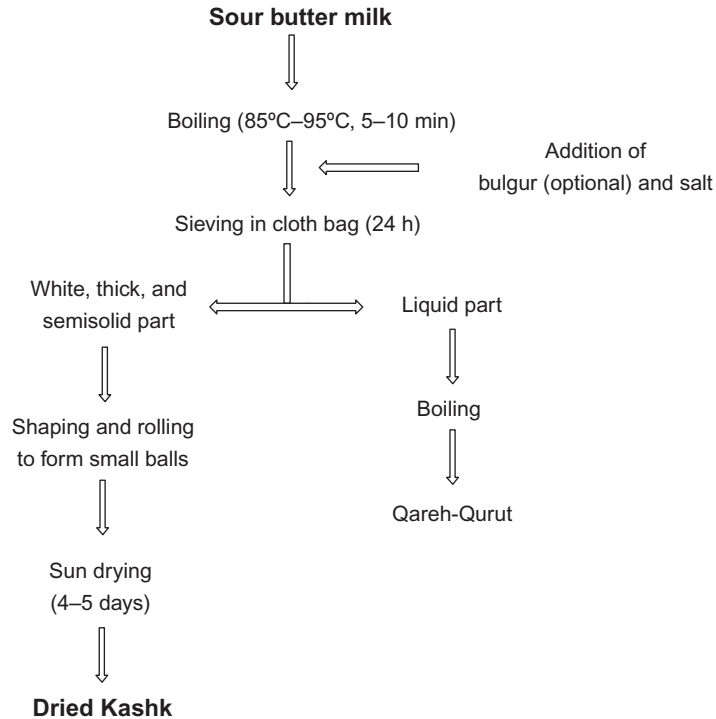 Sour butter milk
Boiling (85ºC–95ºC, 5–10 min)
Addition of
bulgur (optional) and salt
Sieving in cloth bag (24 h)
White, thick, and
semisolid part
Liquid part
Shaping and rolling
to form small balls
Boiling
Qareh-Qurut
Sun drying
(4–5 days)
Dried Kashk